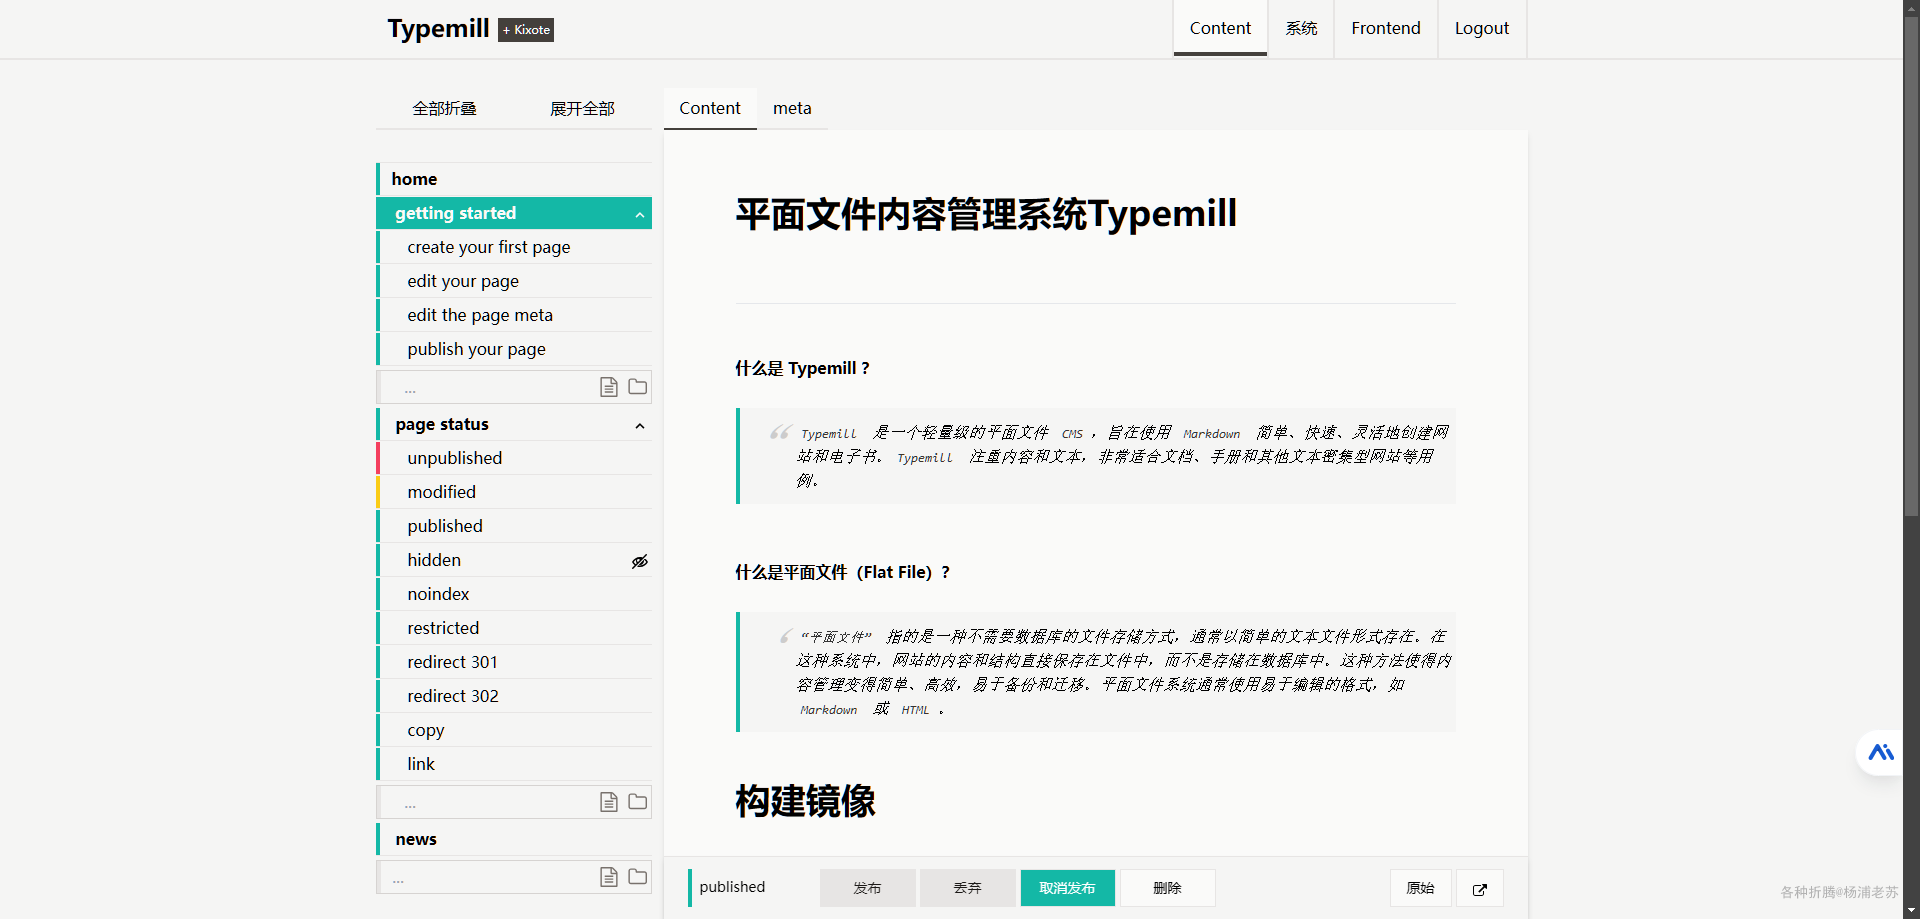 Typemill + Kixote
Content 系统 Frontend Logout
全部折叠 展开全部
Content meta
home
getting started
create your first page
edit your page
edit the page meta
publish your page
...
page status
unpublished
modified
published
hidden
noindex
restricted
redirect 301
redirect 302
copy
link
...
news
...
平面文件内容管理系统Typemill
什么是 Typemill ?
“ Typemill 是一个轻量级的平面文件 CMS ，旨在使用 Markdown 简单、快速、灵活地创建网
站和电子书。 Typemill 注重内容和文本，非常适合文档、手册和其他文本密集型网站等用
例。
什么是平面文件（Flat File）?
‘ “平面文件” 指的是一种不需要数据库的文件存储方式，通常以简单的文本文件形式存在。在
这种系统中，网站的内容和结构直接保存在文件中，而不是存储在数据库中。这种方法使得内
容管理变得简单、高效，易于备份和迁移。平面文件系统通常使用易于编辑的格式，如
Markdown 或 HTML 。
构建镜像
published 发布 丢弃 取消发布 删除 原始
各种折腾@杨浦老苏